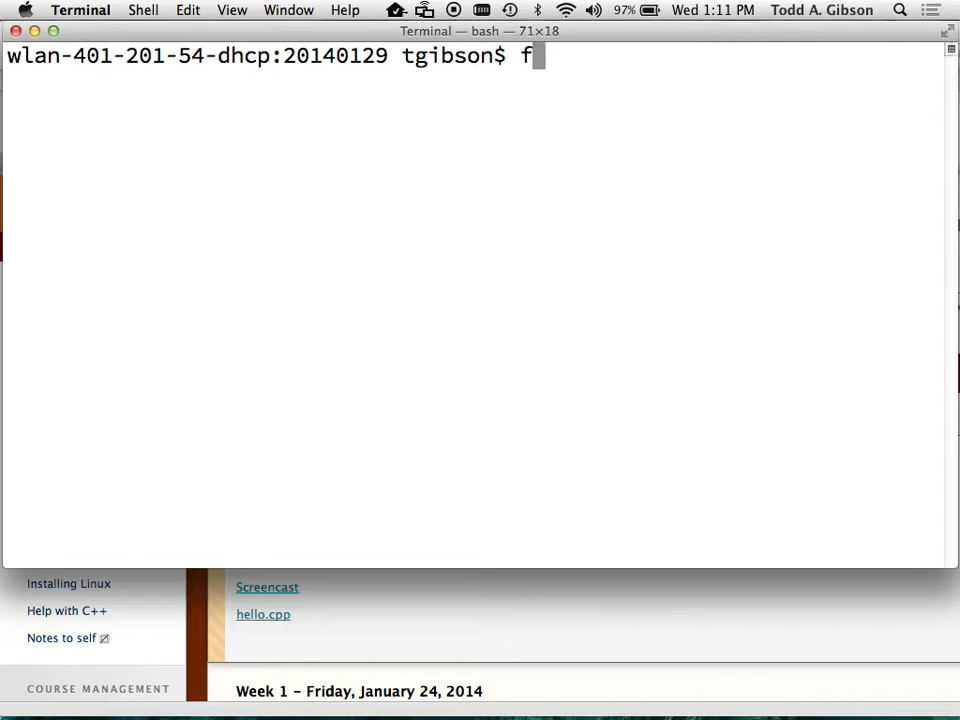 Terminal Shell Edit View Window Help 97% Wed 1:11 PM Todd A. Gibson
Terminal — bash — 71×18
wlan-401-201-54-dhcp:20140129 tgibson$ f
Installing Linux
Screencast
Help with C++
hello.cpp
Notes to self
COURSE MANAGEMENT
Week 1 – Friday, January 24, 2014